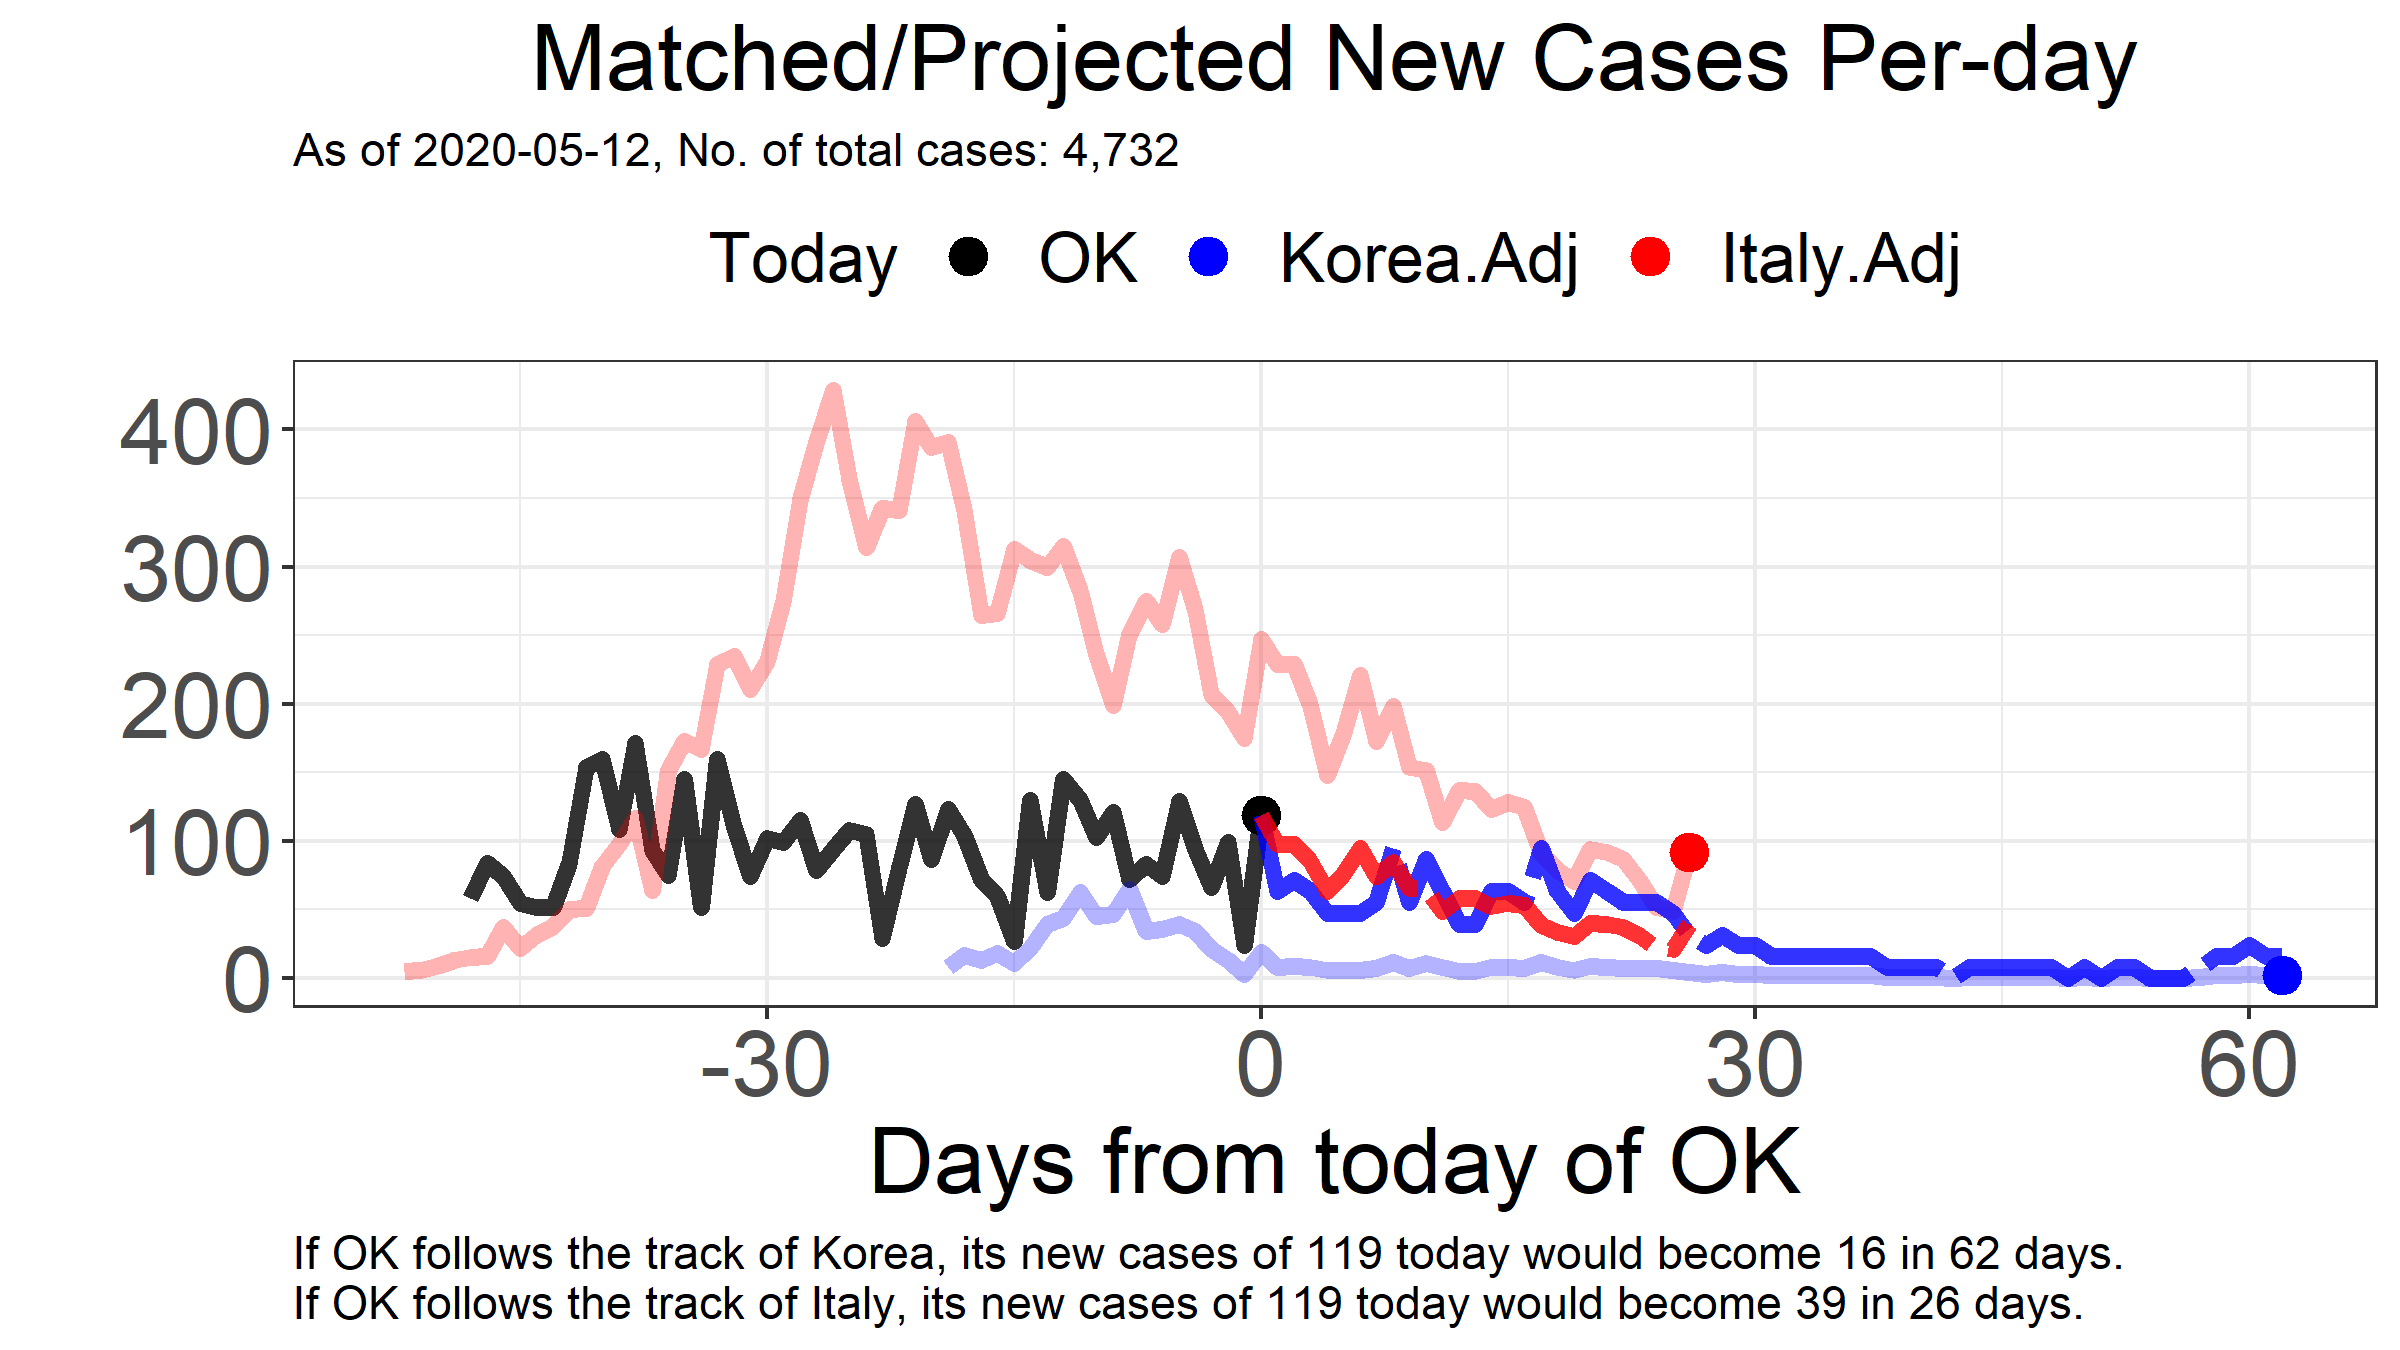 Matched/Projected New Cases Per-day
As of 2020-05-12, No. of total cases: 4,732
Today OK Korea.Adj Italy.Adj
400
300
200
100
0
-30 0 30 60
Days from today of OK
If OK follows the track of Korea, its new cases of 119 today would become 16 in 62 days.
If OK follows the track of Italy, its new cases of 119 today would become 39 in 26 days.